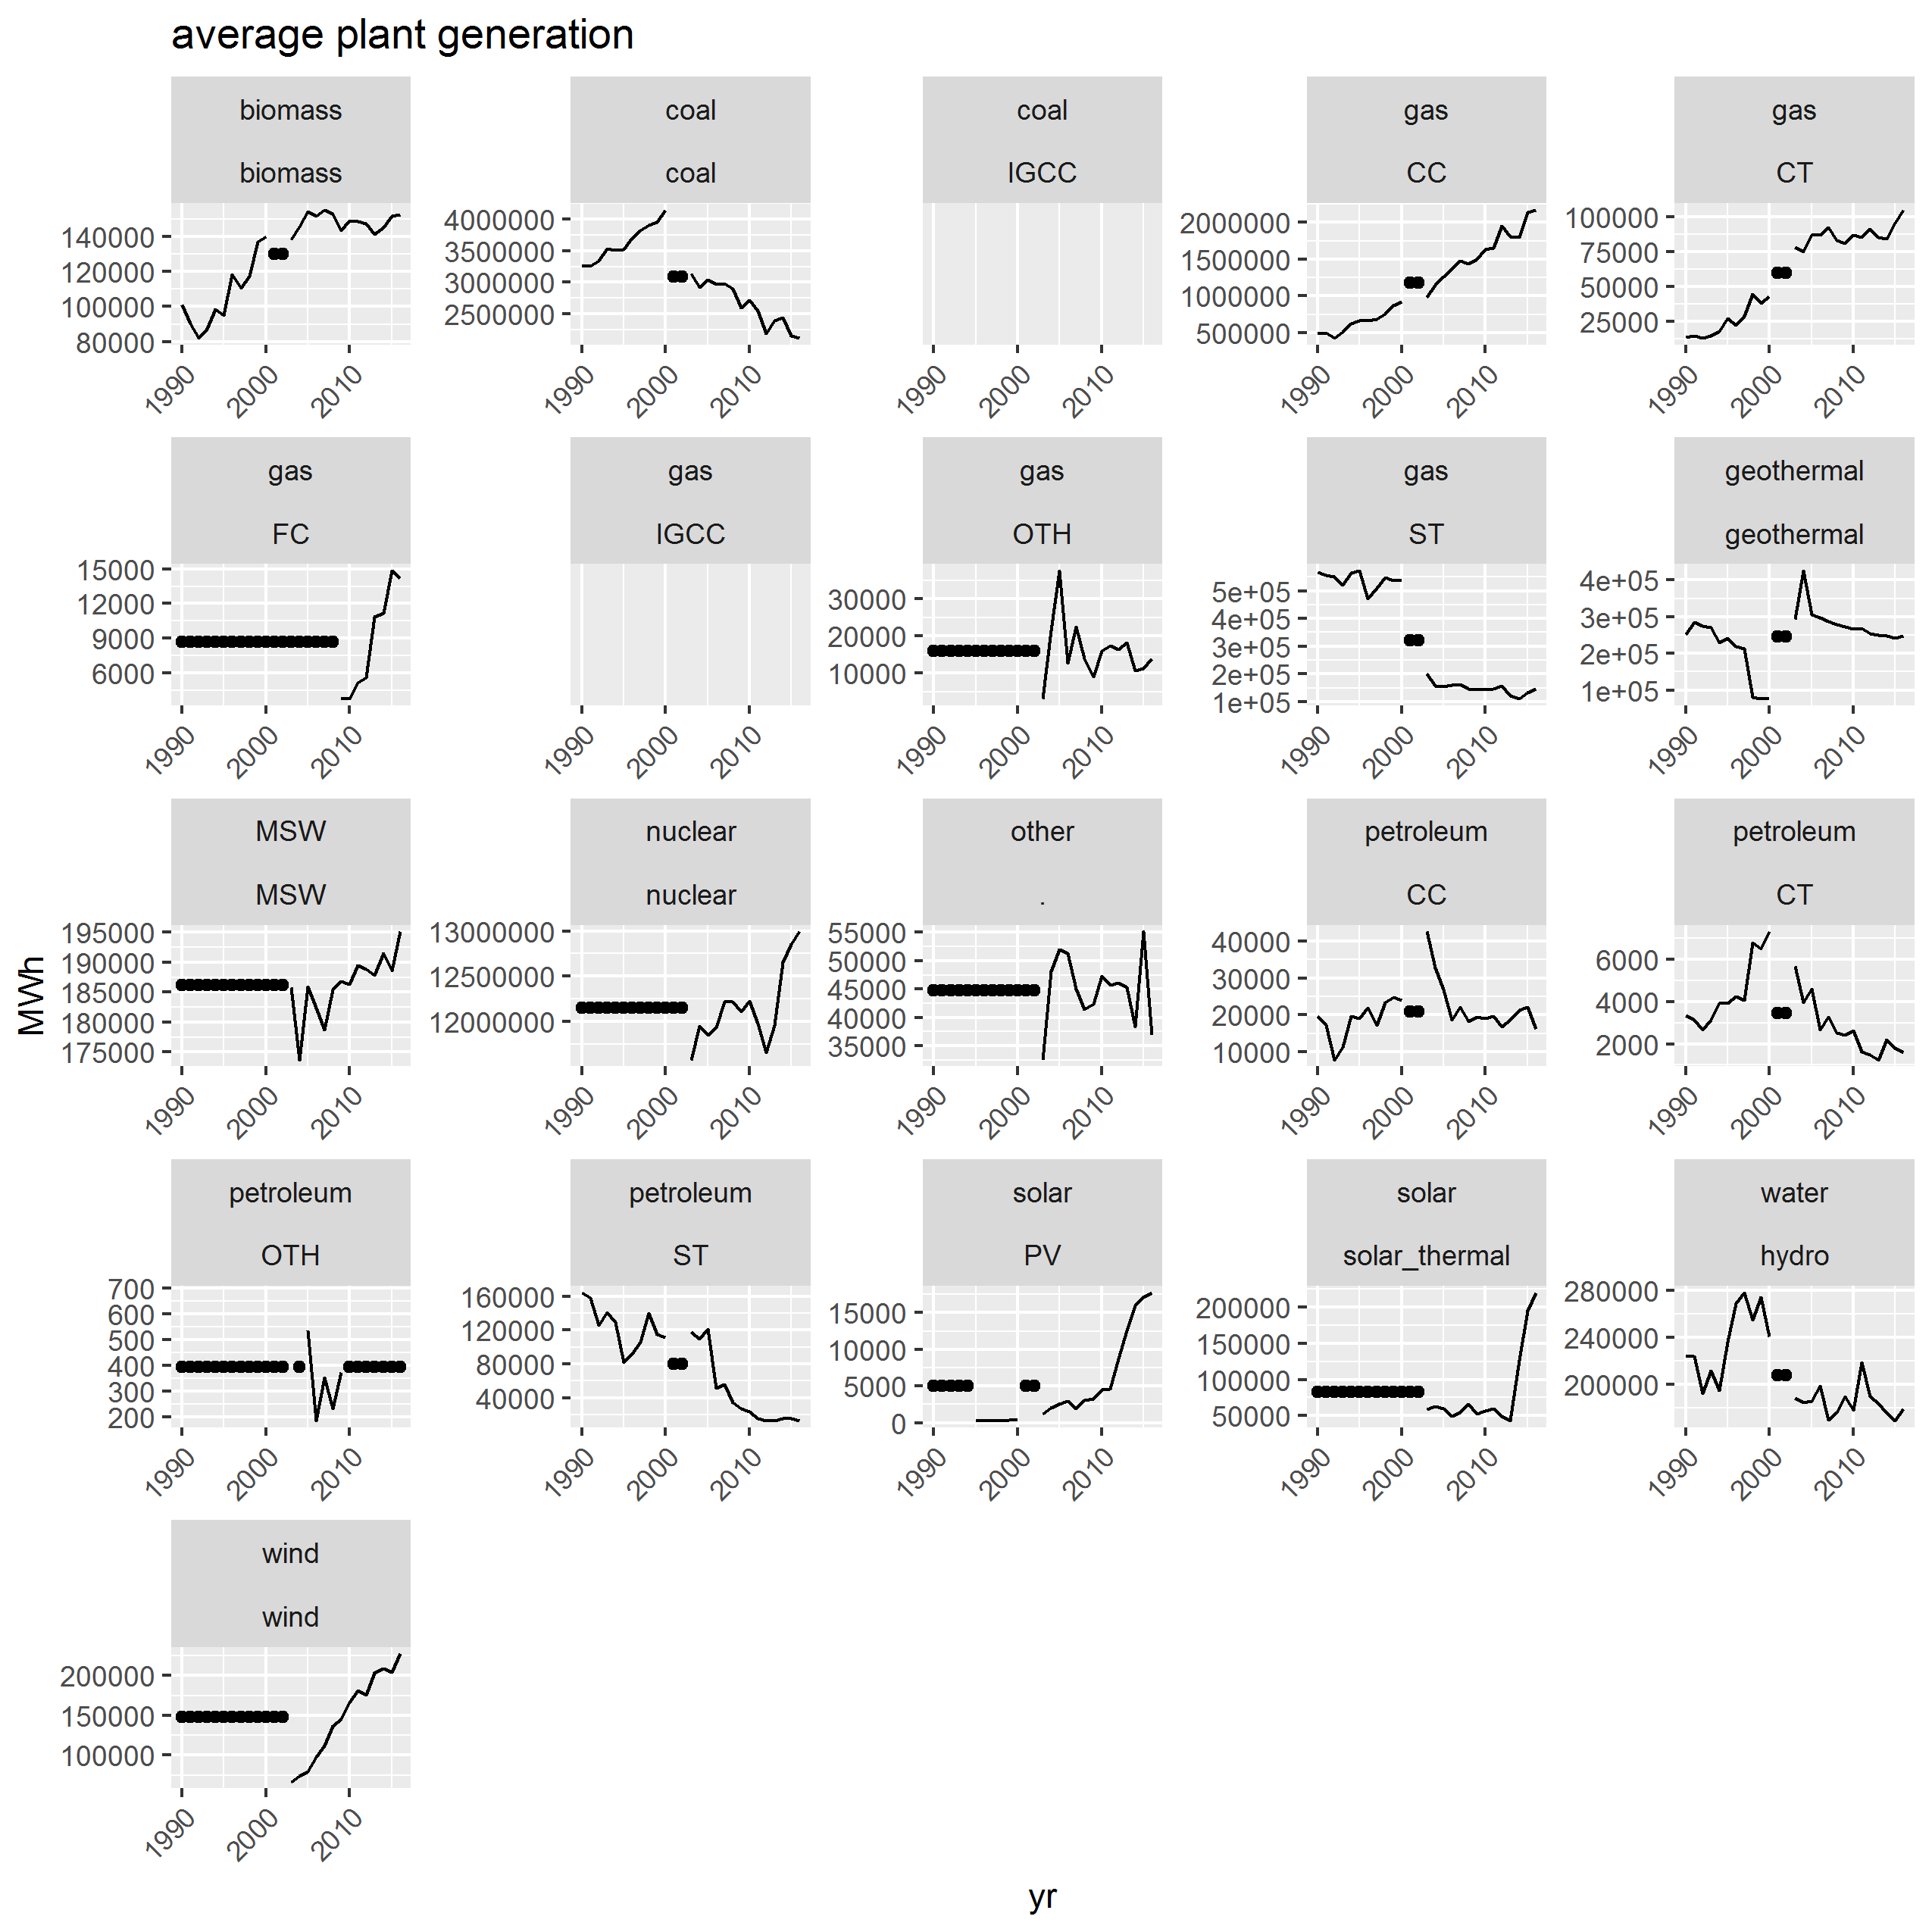 average plant generation
biomass
biomass
coal
coal
coal
IGCC
gas
CC
gas
CT
140000
120000
100000
80000
4000000
3500000
3000000
2500000
2000000
1500000
1000000
500000
100000
75000
50000
25000
1990 2000 2010
1990 2000 2010
1990 2000 2010
1990 2000 2010
1990 2000 2010
gas
FC
gas
IGCC
gas
OTH
gas
ST
geothermal
geothermal
15000
12000
9000
6000
30000
20000
10000
5e+05
4e+05
3e+05
2e+05
1e+05
4e+05
3e+05
2e+05
1e+05
1990 2000 2010
1990 2000 2010
1990 2000 2010
1990 2000 2010
1990 2000 2010
MWh
MSW
MSW
nuclear
nuclear
other
.
petroleum
CC
petroleum
CT
195000
190000
185000
180000
175000
13000000
12500000
12000000
55000
50000
45000
40000
35000
40000
30000
20000
10000
6000
4000
2000
1990 2000 2010
1990 2000 2010
1990 2000 2010
1990 2000 2010
1990 2000 2010
petroleum
OTH
petroleum
ST
solar
PV
solar
solar_thermal
water
hydro
700
600
500
400
300
200
160000
120000
80000
40000
15000
10000
5000
0
200000
150000
100000
50000
280000
240000
200000
1990 2000 2010
1990 2000 2010
1990 2000 2010
1990 2000 2010
1990 2000 2010
wind
wind
200000
150000
100000
1990 2000 2010
yr